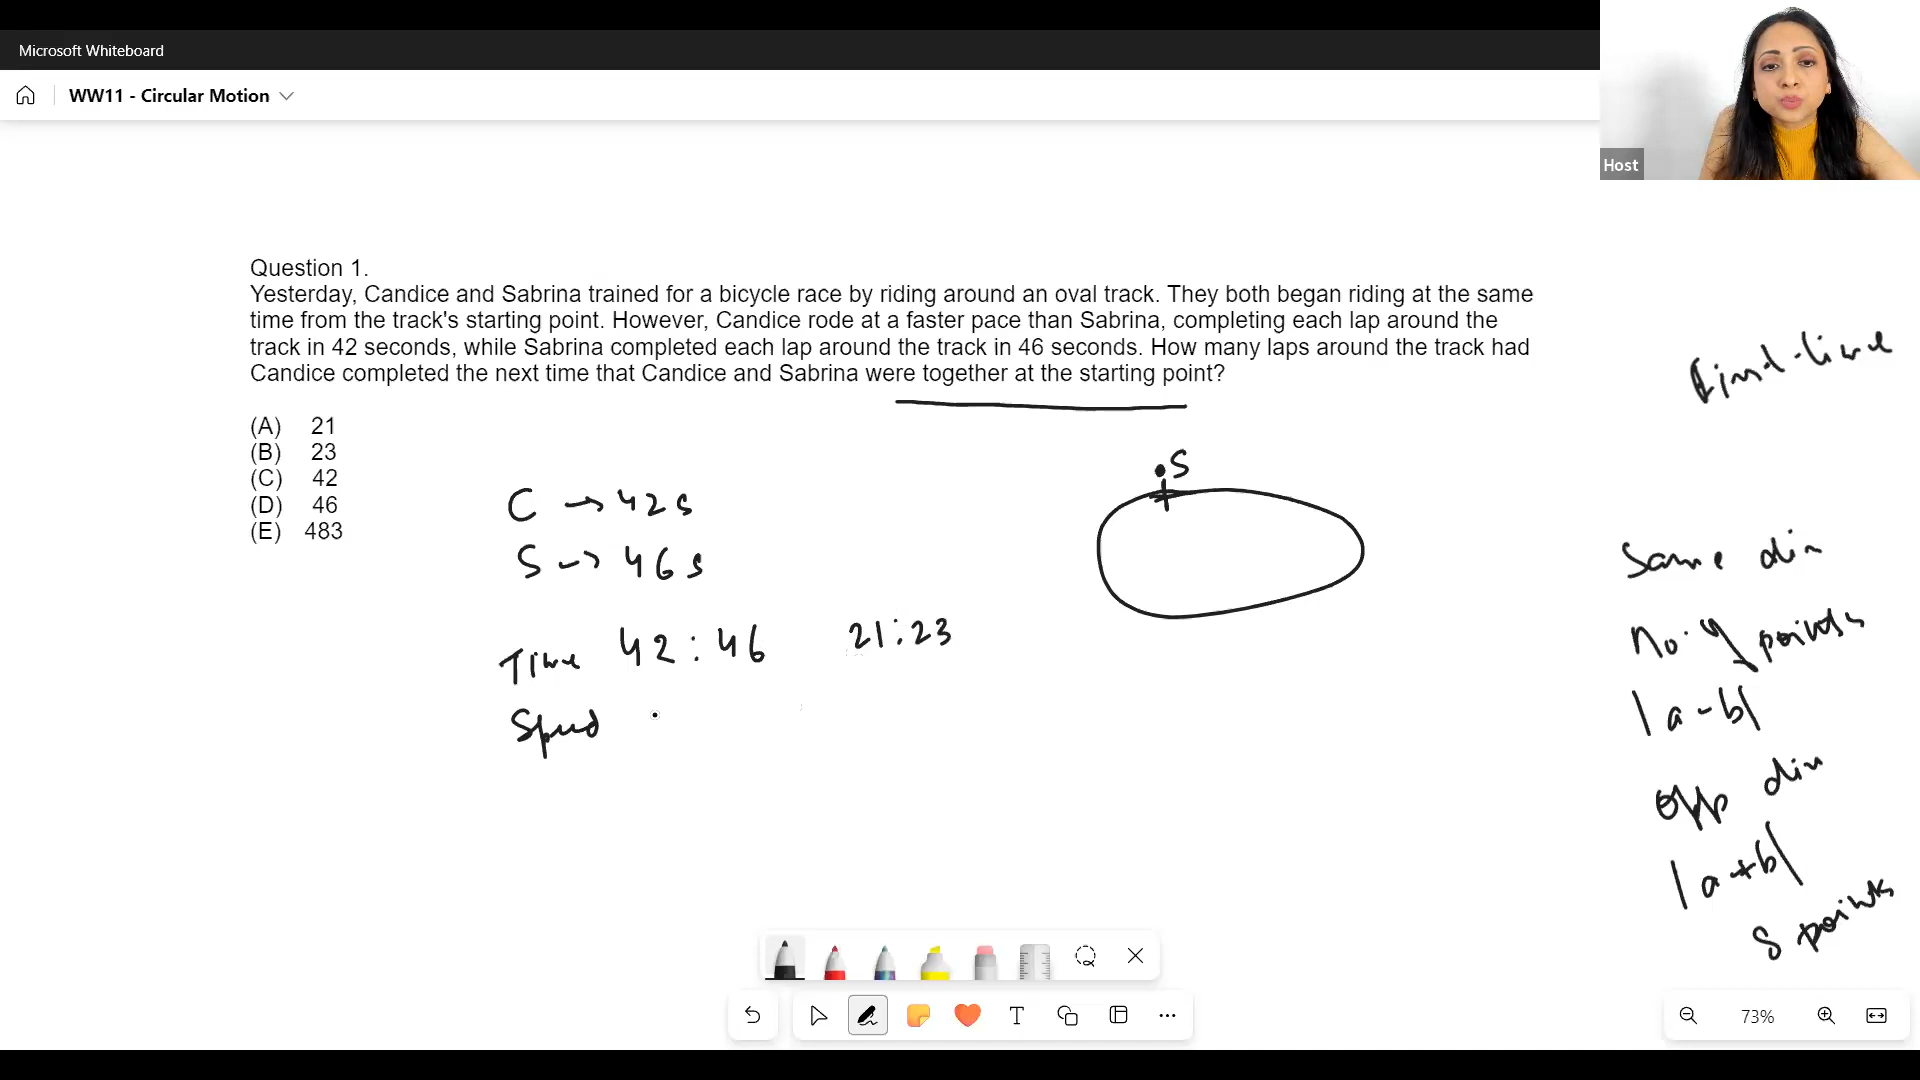 Microsoft Whiteboard
WW11 - Circular Motion
Host
Question 1.
Yesterday, Candice and Sabrina trained for a bicycle race by riding around an oval track. They both began riding at the same
time from the track's starting point. However, Candice rode at a faster pace than Sabrina, completing each lap around the
track in 42 seconds, while Sabrina completed each lap around the track in 46 seconds. How many laps around the track had
Candice completed the next time that Candice and Sabrina were together at the starting point?
(A) 21
(B) 23
(C) 42
(D) 46
(E) 483
C → 42s
S → 46s
Time 42 : 46 21 : 23
Speed
S
first-time
Same dir
No. of points
|a-b|
opp dir
|a+b|
8 points
73%